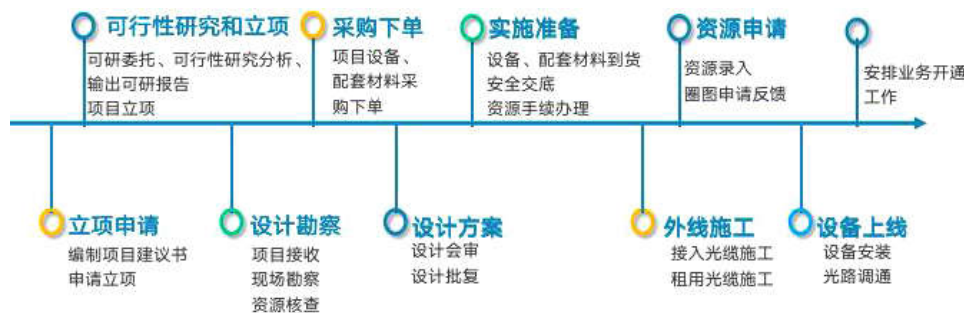 可行性研究和立项
可研委托、可行性研究分析、
输出可研报告
项目立项
采购下单
项目设备、
配套材料采
购下单
实施准备
设备、配套材料到货
安全交底
资源手续办理
资源申请
资源录入
圈图申请反馈
安排业务开通
工作
立项申请
编制项目建议书
申请立项
设计勘察
项目接收
现场勘察
资源核查
设计方案
设计会审
设计批复
外线施工
接入光缆施工
租用光缆施工
设备上线
设备安装
光路调通